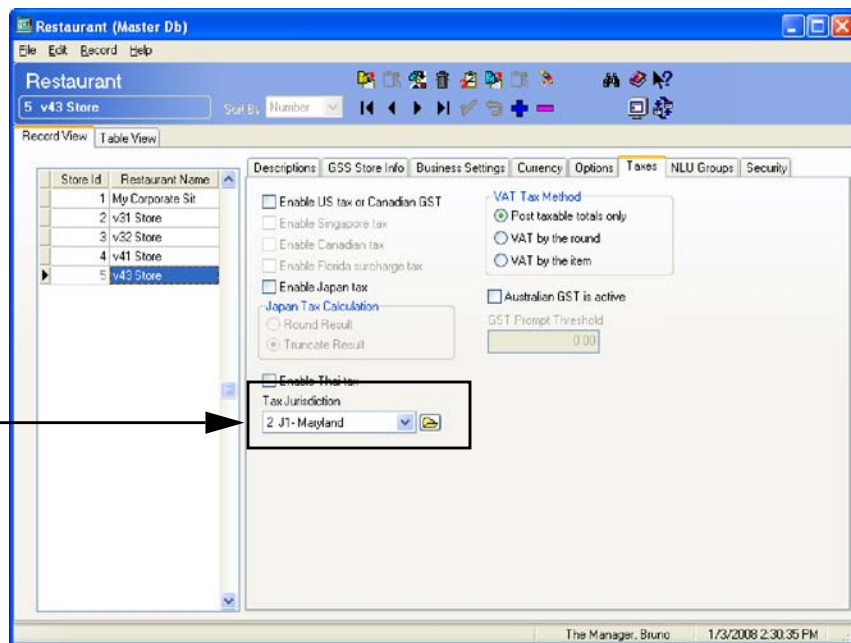 Restaurant (Master Db)
File Edit Record Help
Restaurant
5 v43 Store
Sort By Number
Record View Table View
Descriptions GSS Store Info Business Settings Currency Options Taxes NLU Groups Security
Store Id Restaurant Name
1 My Corporate Sit
2 v31 Store
3 v32 Store
4 v41 Store
5 v43 Store
Enable US tax or Canadian GST
Enable Singapore tax
Enable Canadian tax
Enable Florida surcharge tax
Enable Japan tax
Japan Tax Calculation
Round Result
Truncate Result
Enable Thai tax
Tax Jurisdiction
2 J1- Maryland
VAT Tax Method
Post taxable totals only
VAT by the round
VAT by the item
Australian GST is active
GST Prompt Threshold
0.00
The Manager, Bruno 1/3/2008 2:30:35 PM